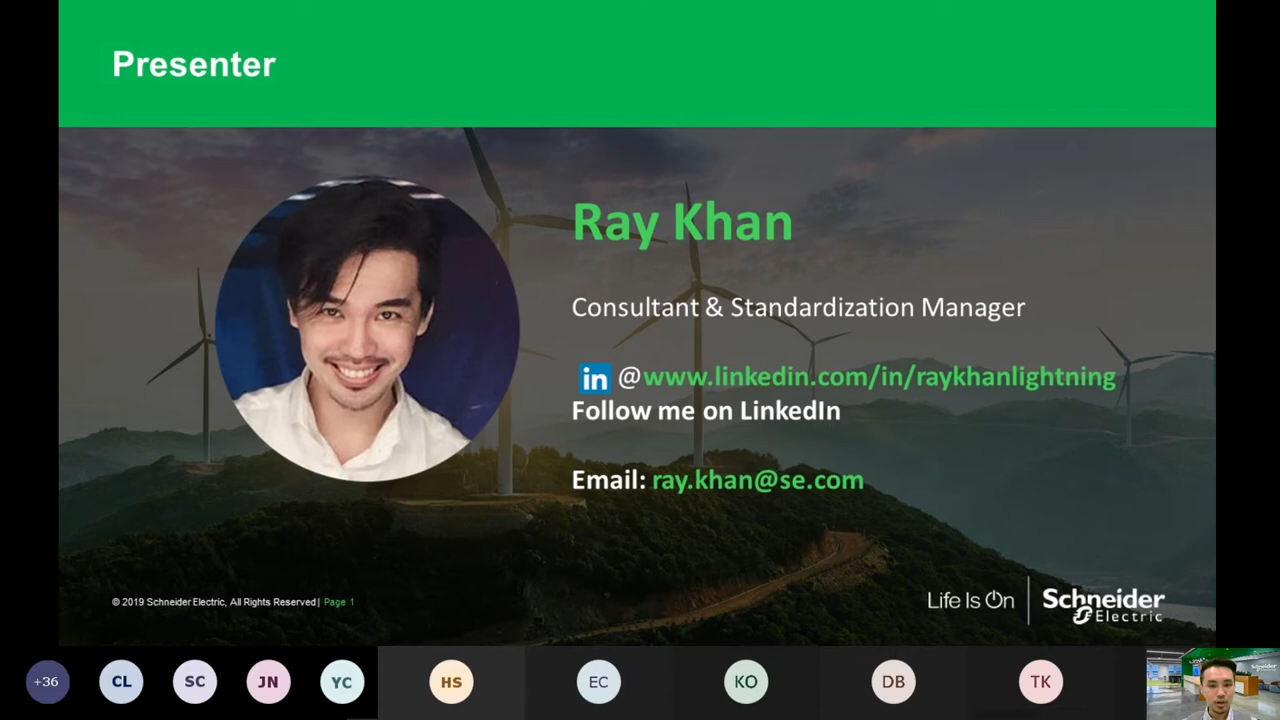 Presenter
Ray Khan
Consultant & Standardization Manager
in @www.linkedin.com/in/raykhanlightning
Follow me on LinkedIn
Email: ray.khan@se.com
© 2019 Schneider Electric, All Rights Reserved | Page 1
Life Is On | Schneider Electric
+36 CL SC JN YC HS EC KO DB TK
Schneider